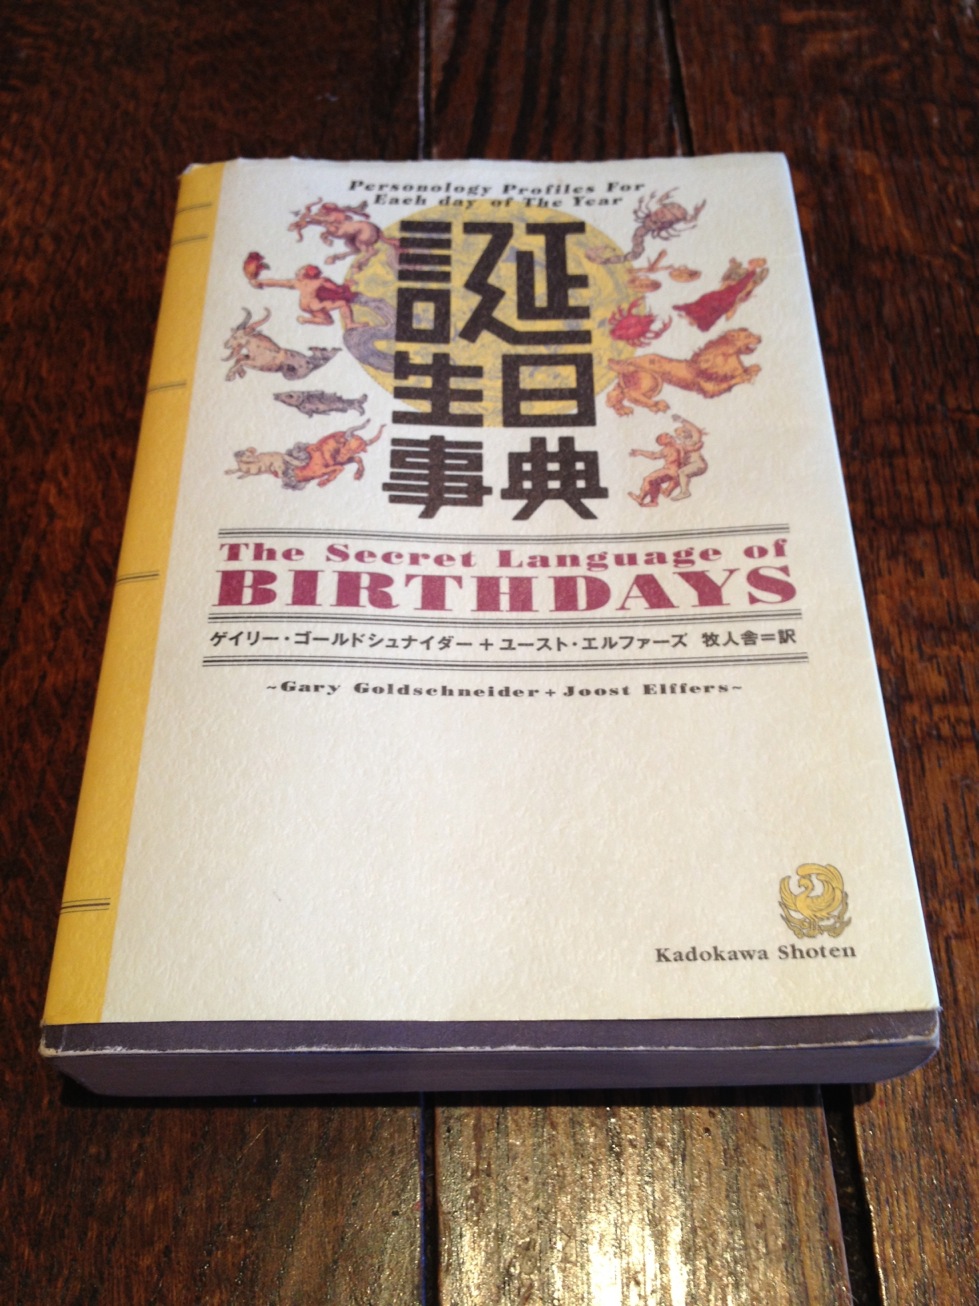 Personology Profiles For
Each day of The Year
誕
生日
事典
The Secret Language of
BIRTHDAYS
ゲイリー・ゴールドシュナイダー+ユースト・エルファーズ 牧人舎=訳
~Gary Goldschneider+Joost Elffers~
Kadokawa Shoten